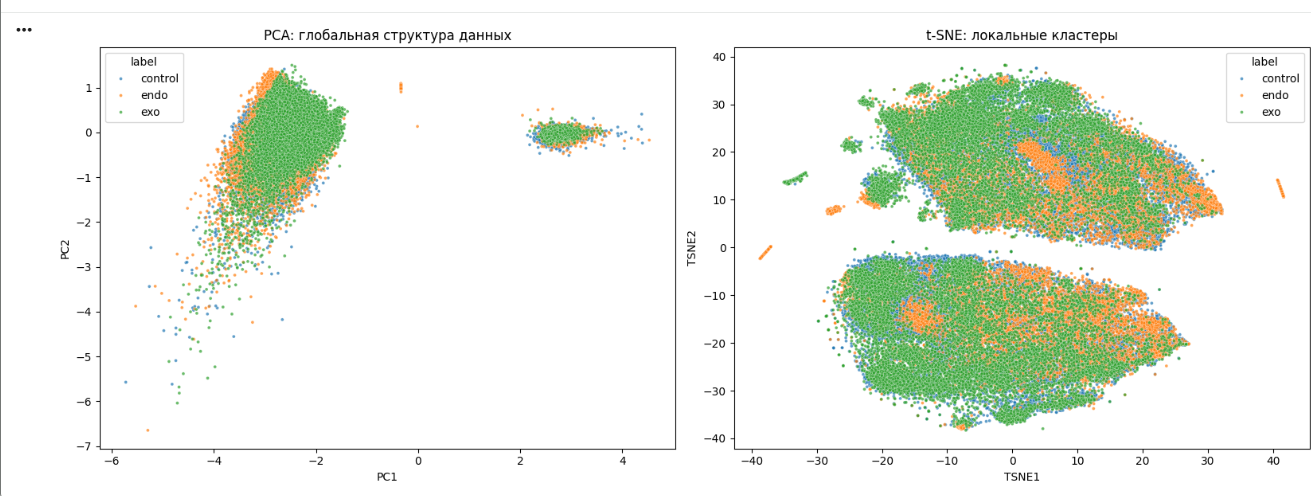 •••
PCA: глобальная структура данных
label
control
endo
exo
1
0
−1
−2
−3
−4
−5
−6
−7
PC2
−6
−4
−2
0
2
4
PC1
t-SNE: локальные кластеры
label
control
endo
exo
40
30
20
10
0
−10
−20
−30
−40
TSNE2
−40
−30
−20
−10
0
10
20
30
40
TSNE1